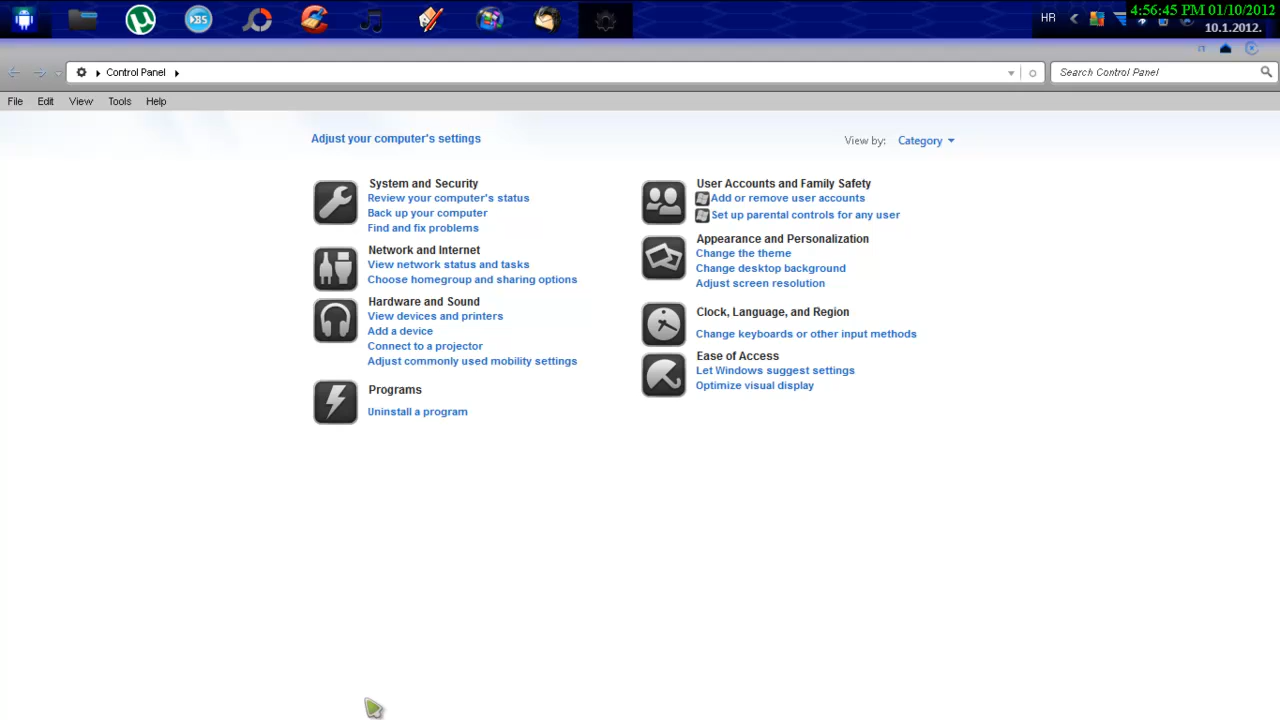 HR
4:56:45 PM 01/10/2012
10.1.2012.
Control Panel
Search Control Panel
File Edit View Tools Help
Adjust your computer's settings
View by: Category
System and Security
Review your computer's status
Back up your computer
Find and fix problems
Network and Internet
View network status and tasks
Choose homegroup and sharing options
Hardware and Sound
View devices and printers
Add a device
Connect to a projector
Adjust commonly used mobility settings
Programs
Uninstall a program
User Accounts and Family Safety
Add or remove user accounts
Set up parental controls for any user
Appearance and Personalization
Change the theme
Change desktop background
Adjust screen resolution
Clock, Language, and Region
Change keyboards or other input methods
Ease of Access
Let Windows suggest settings
Optimize visual display